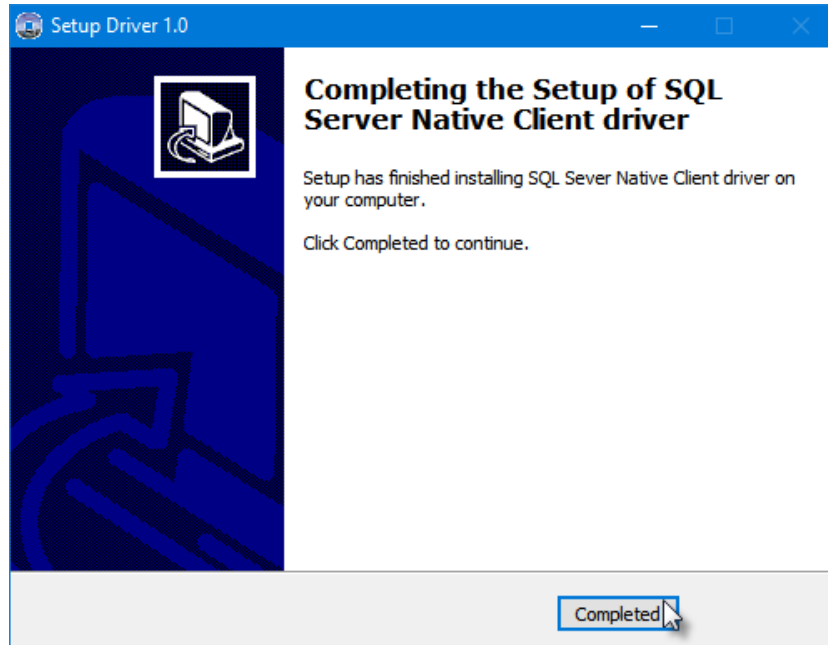 Setup Driver 1.0
Completing the Setup of SQL
Server Native Client driver
Setup has finished installing SQL Sever Native Client driver on
your computer.
Click Completed to continue.
Completed